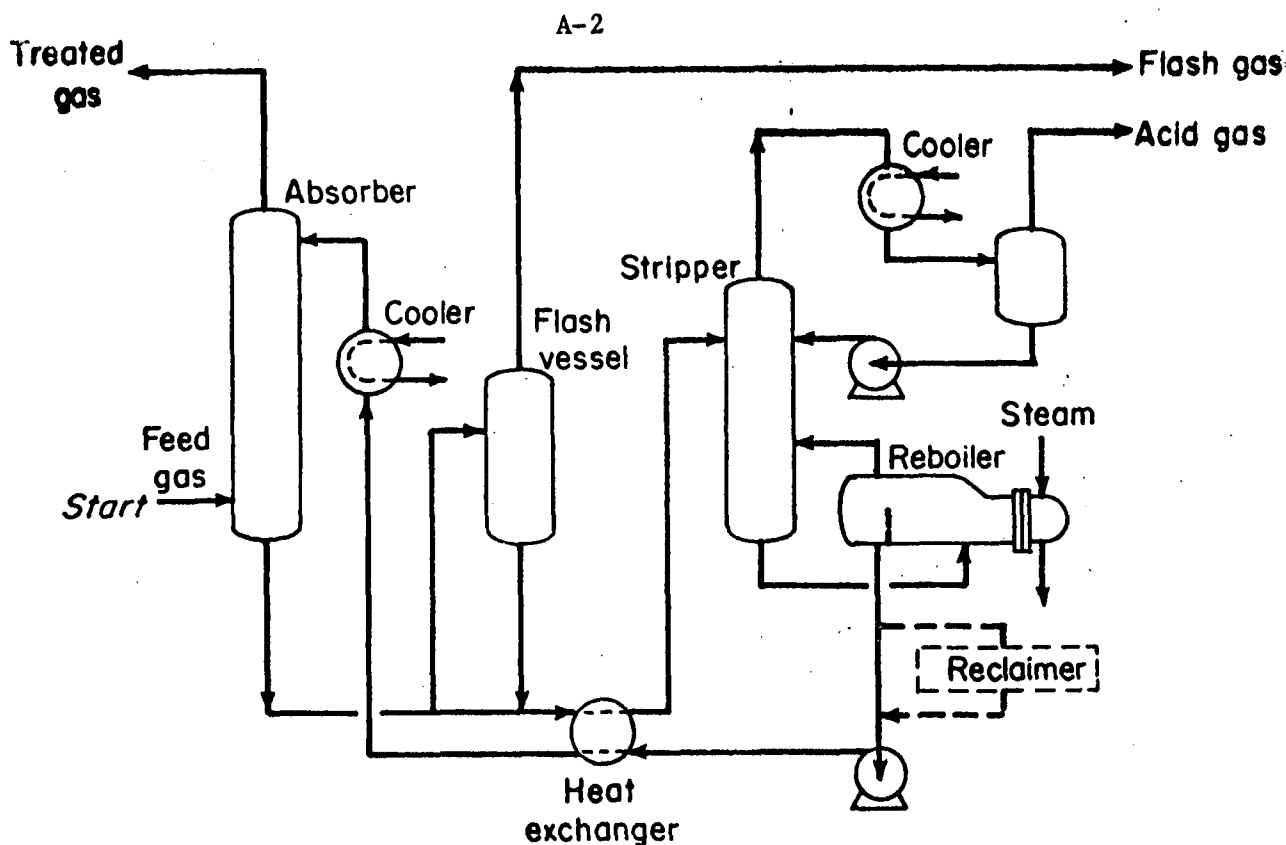 A-2
Treated
gas
Flash gas
Acid gas
Cooler
Absorber
Stripper
Cooler
Flash
vessel
Steam
Feed
gas
Start
Reboiler
Reclaimer
Heat
exchanger